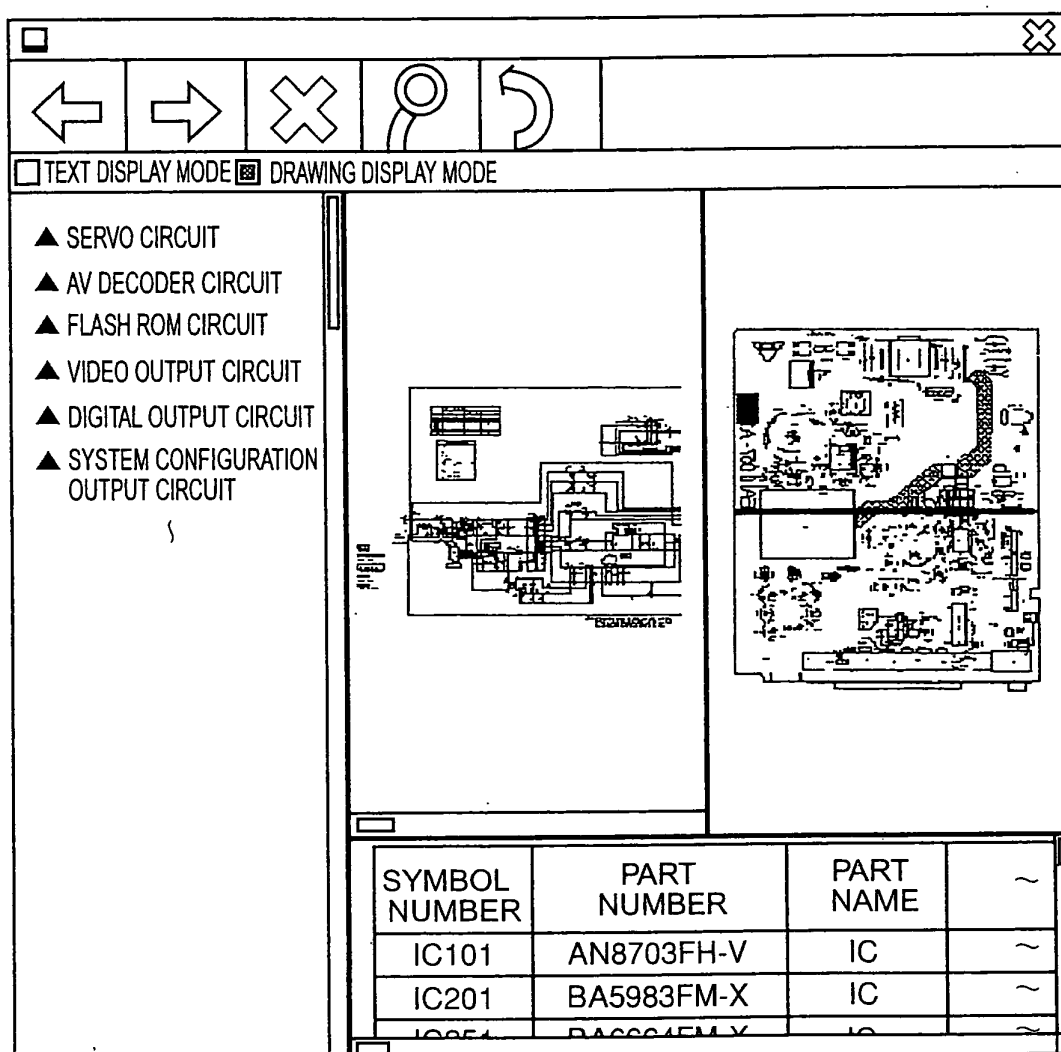 TEXT DISPLAY MODE DRAWING DISPLAY MODE
▲ SERVO CIRCUIT
▲ AV DECODER CIRCUIT
▲ FLASH ROM CIRCUIT
▲ VIDEO OUTPUT CIRCUIT
▲ DIGITAL OUTPUT CIRCUIT
▲ SYSTEM CONFIGURATION
OUTPUT CIRCUIT
SYMBOL NUMBER PART NUMBER PART NAME ~
IC101 AN8703FH-V IC ~
IC201 BA5983FM-X IC ~